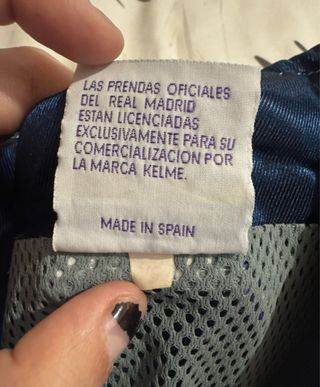 LAS PRENDAS OFICIALES
DEL REAL MADRID
ESTAN LICENCIADAS
EXCLUSIVAMENTE PARA SU
COMERCIALIZACION POR
LA MARCA KELME.
MADE IN SPAIN